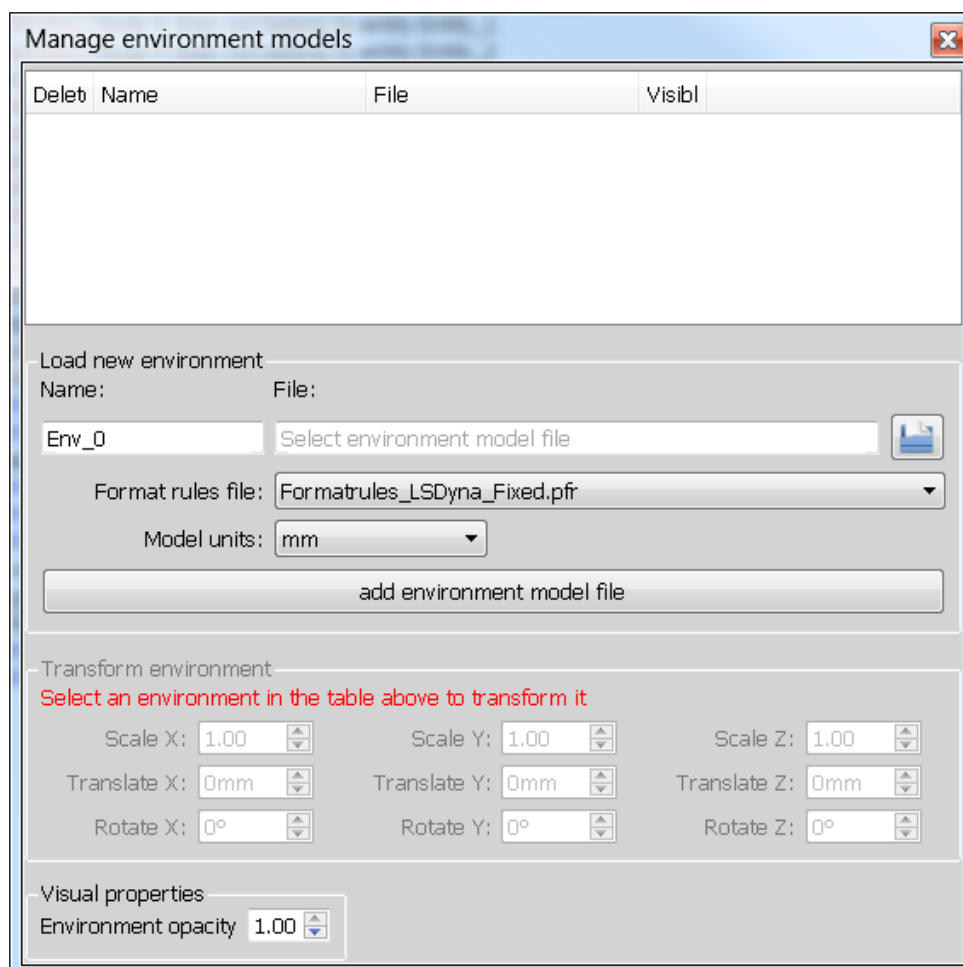 Manage environment models
Delet Name File Visibl
Load new environment
Name: File:
Env_0 Select environment model file
Format rules file: Formatrules_LSDyna_Fixed.pfr
Model units: mm
add environment model file
Transform environment
Select an environment in the table above to transform it
Scale X: 1.00 Scale Y: 1.00 Scale Z: 1.00
Translate X: 0mm Translate Y: 0mm Translate Z: 0mm
Rotate X: 0° Rotate Y: 0° Rotate Z: 0°
Visual properties
Environment opacity 1.00